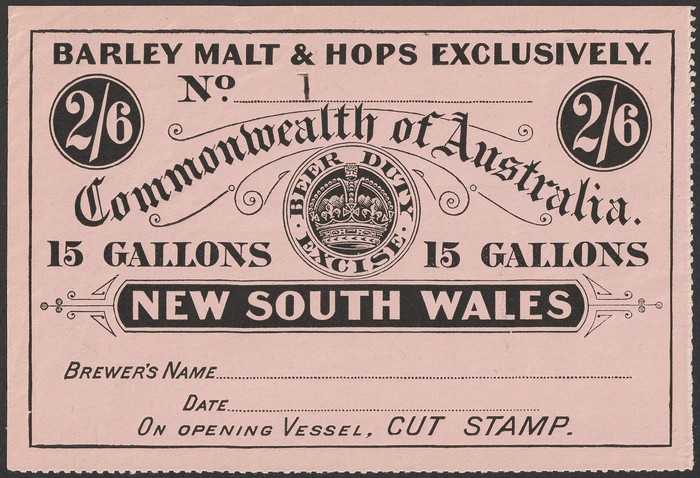 BARLEY MALT & HOPS EXCLUSIVELY.
No. 1
2/6
2/6
Commonwealth of Australia.
BEER DUTY
EXCISE
15 GALLONS
15 GALLONS
NEW SOUTH WALES
BREWER'S NAME
DATE
ON OPENING VESSEL, CUT STAMP.